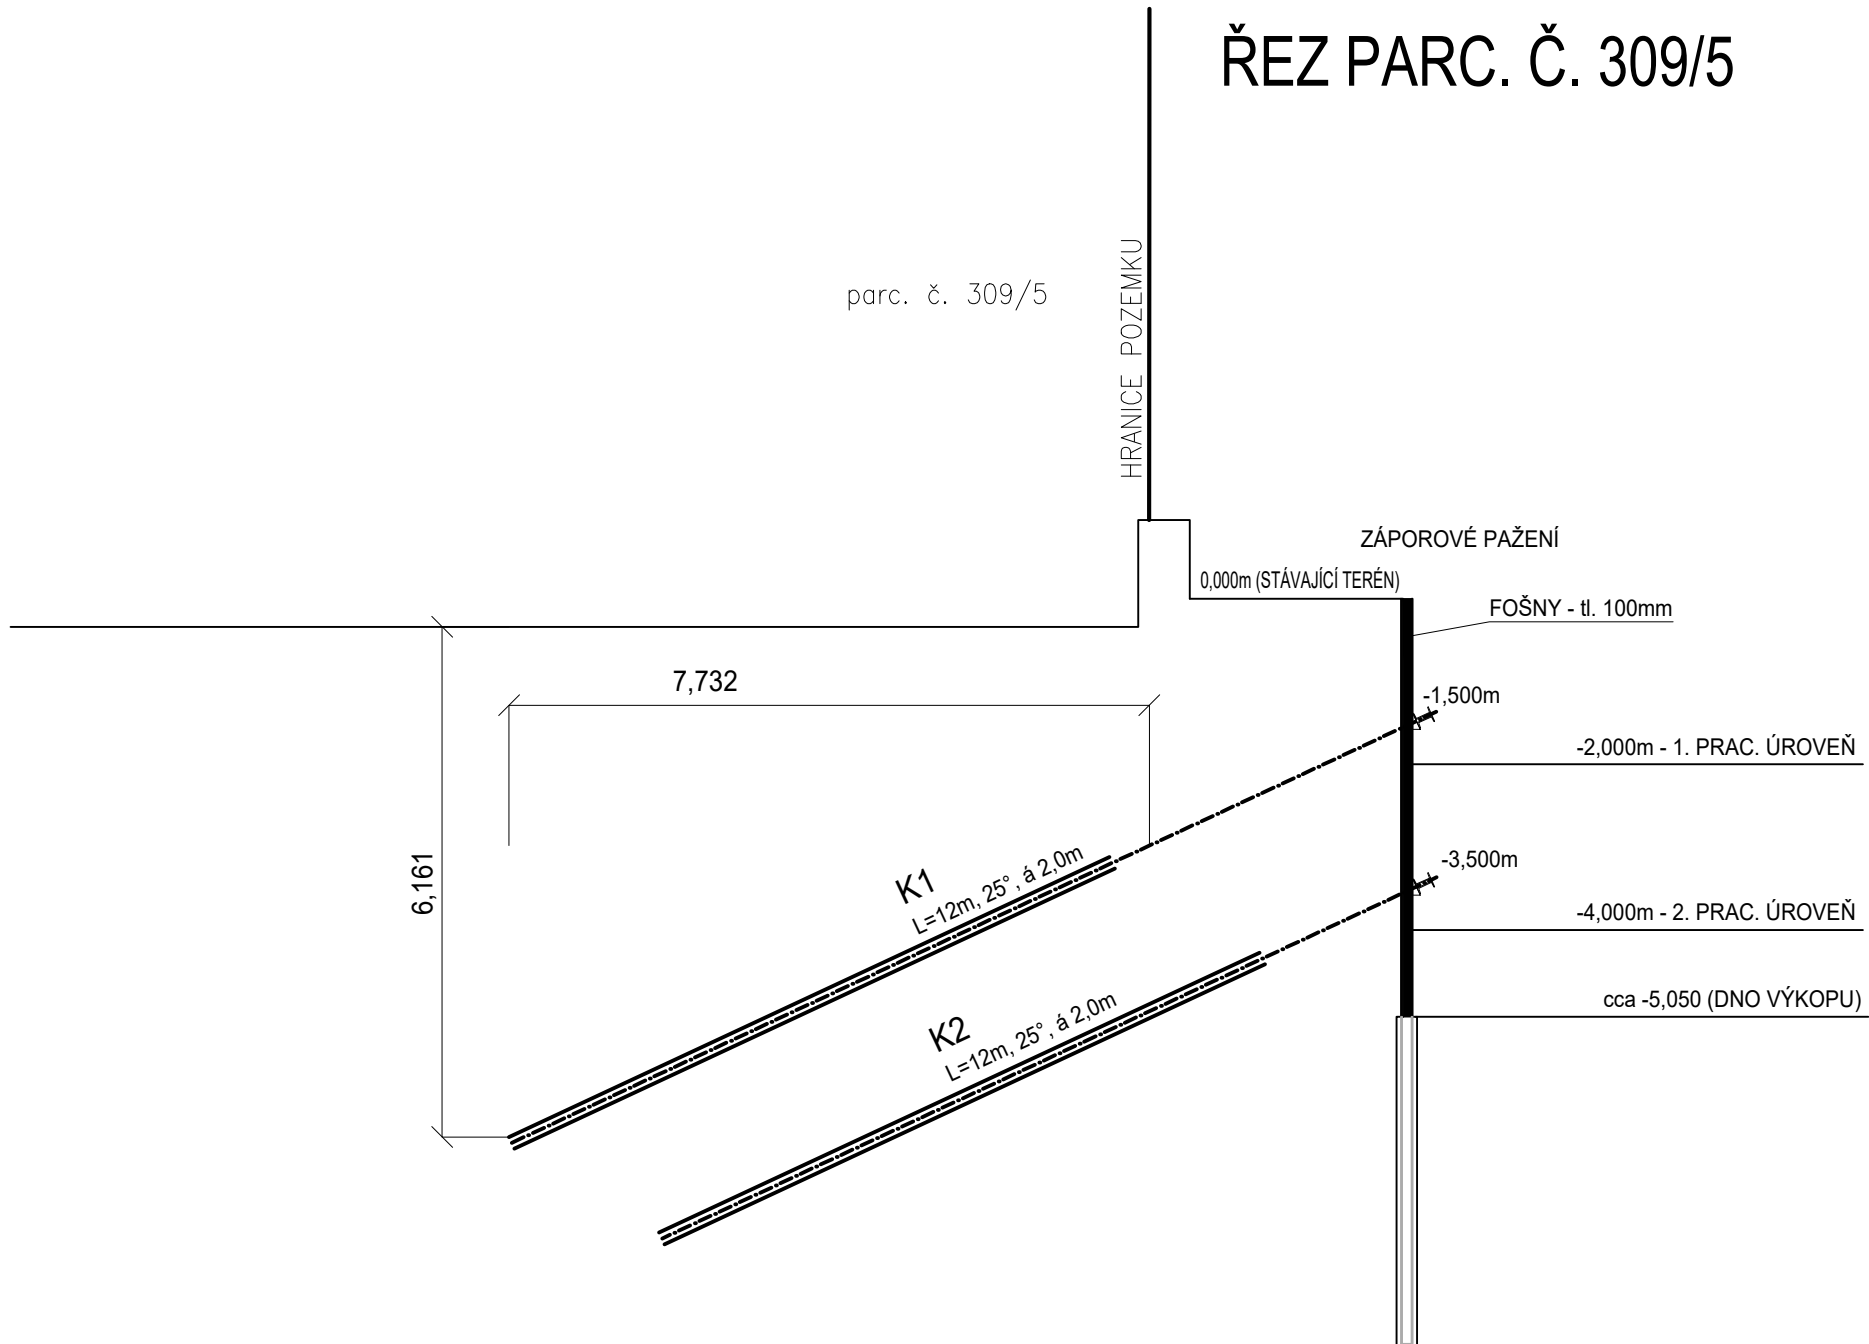 ŘEZ PARC. Č. 309/5
parc. č. 309/5
HRANICE POZEMKU
ZÁPOROVÉ PAŽENÍ
0,000m (STÁVAJÍCÍ TERÉN)
FOŠNY - tl. 100mm
7,732
-1,500m
-2,000m - 1. PRAC. ÚROVEŇ
6,161
K1
L=12m, 25° , á 2,0m
-3,500m
-4,000m - 2. PRAC. ÚROVEŇ
cca -5,050 (DNO VÝKOPU)
K2
L=12m, 25° , á 2,0m